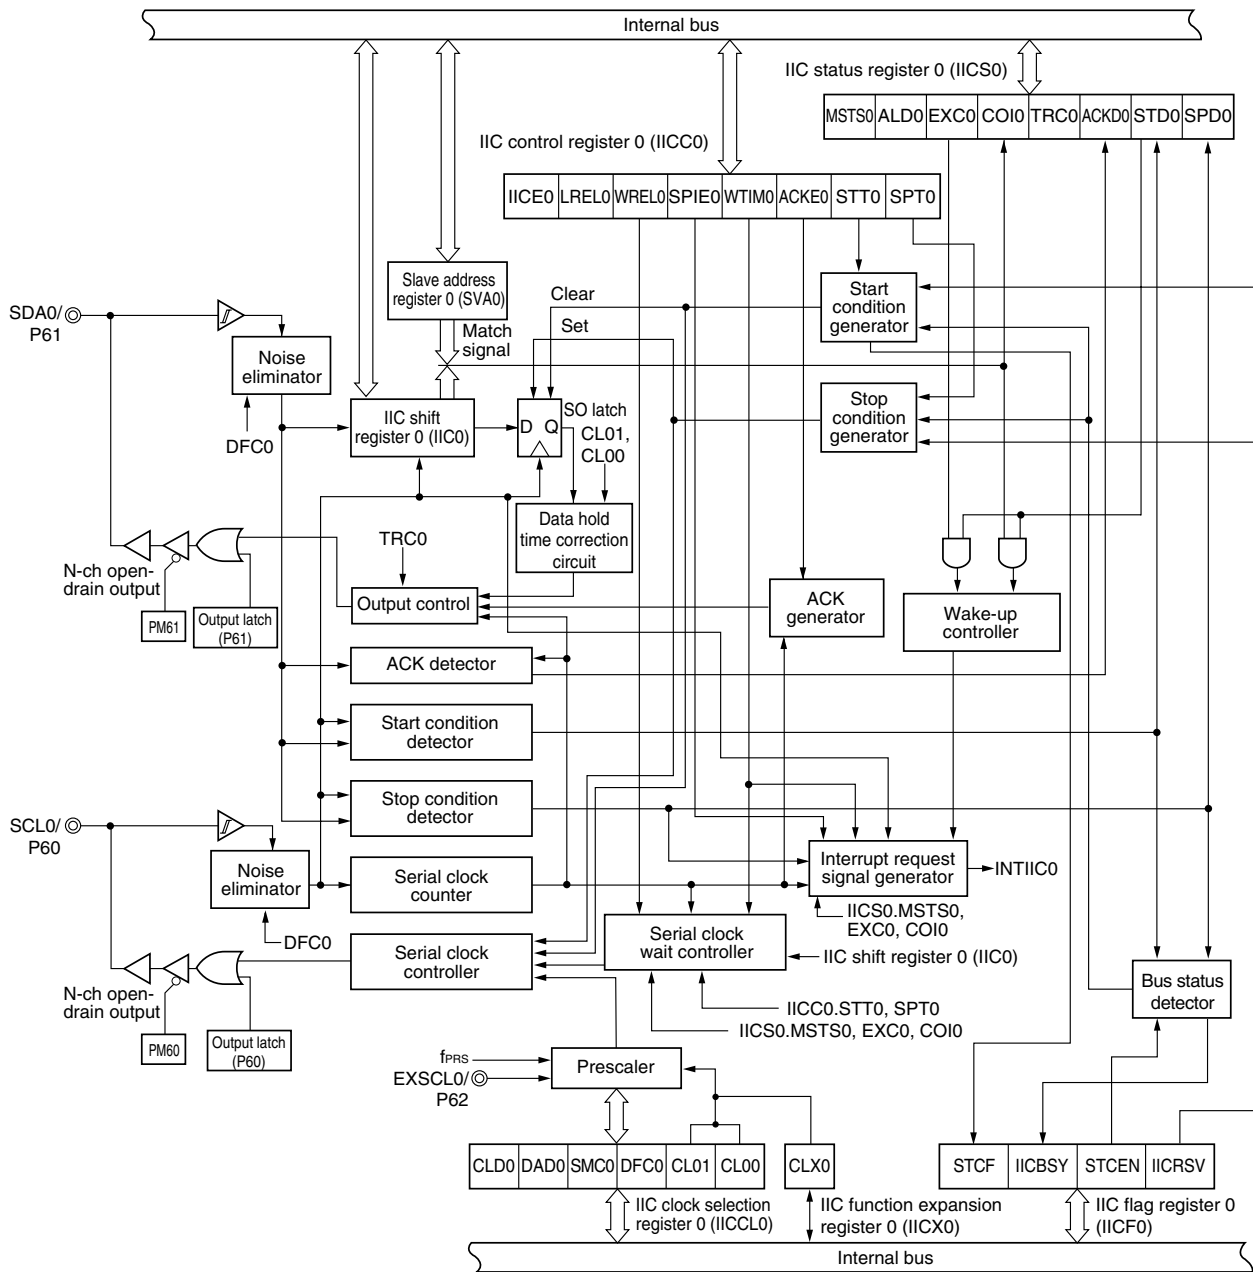 Internal bus
IIC status register 0 (IICS0)
MSTS0 ALD0 EXC0 COI0 TRC0 ACKD0 STD0 SPD0
IIC control register 0 (IICC0)
IICE0 LREL0 WREL0 SPIE0 WTIM0 ACKE0 STT0 SPT0
Slave address
register 0 (SVA0)
Clear
Set
Match
signal
Start
condition
generator
SDA0/
P61
Noise
eliminator
DFC0
IIC shift
register 0 (IIC0)
D Q
SO latch
CL01,
CL00
Stop
condition
generator
Data hold
time correction
circuit
TRC0
N-ch open-
drain output
PM61
Output latch
(P61)
Output control
ACK
generator
Wake-up
controller
ACK detector
Start condition
detector
Stop condition
detector
SCL0/
P60
Noise
eliminator
DFC0
Serial clock
counter
Interrupt request
signal generator
INTIIC0
IICS0.MSTS0,
EXC0, COI0
Serial clock
controller
Serial clock
wait controller
IIC shift register 0 (IIC0)
Bus status
detector
N-ch open-
drain output
PM60
Output latch
(P60)
IICC0.STT0, SPT0
IICS0.MSTS0, EXC0, COI0
fPRS
EXSCL0/
P62
Prescaler
CLD0 DAD0 SMC0 DFC0 CL01 CL00
CLX0
STCF IICBSY STCEN IICRSV
IIC clock selection
register 0 (IICCL0)
IIC function expansion
register 0 (IICX0)
IIC flag register 0
(IICF0)
Internal bus